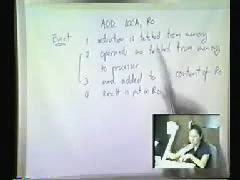 ADD LOCA, R0
1 instruction is fetched from memory
2 operand is fetched from memory
to processor
3 and added to content of R0
4 Result is put in R0